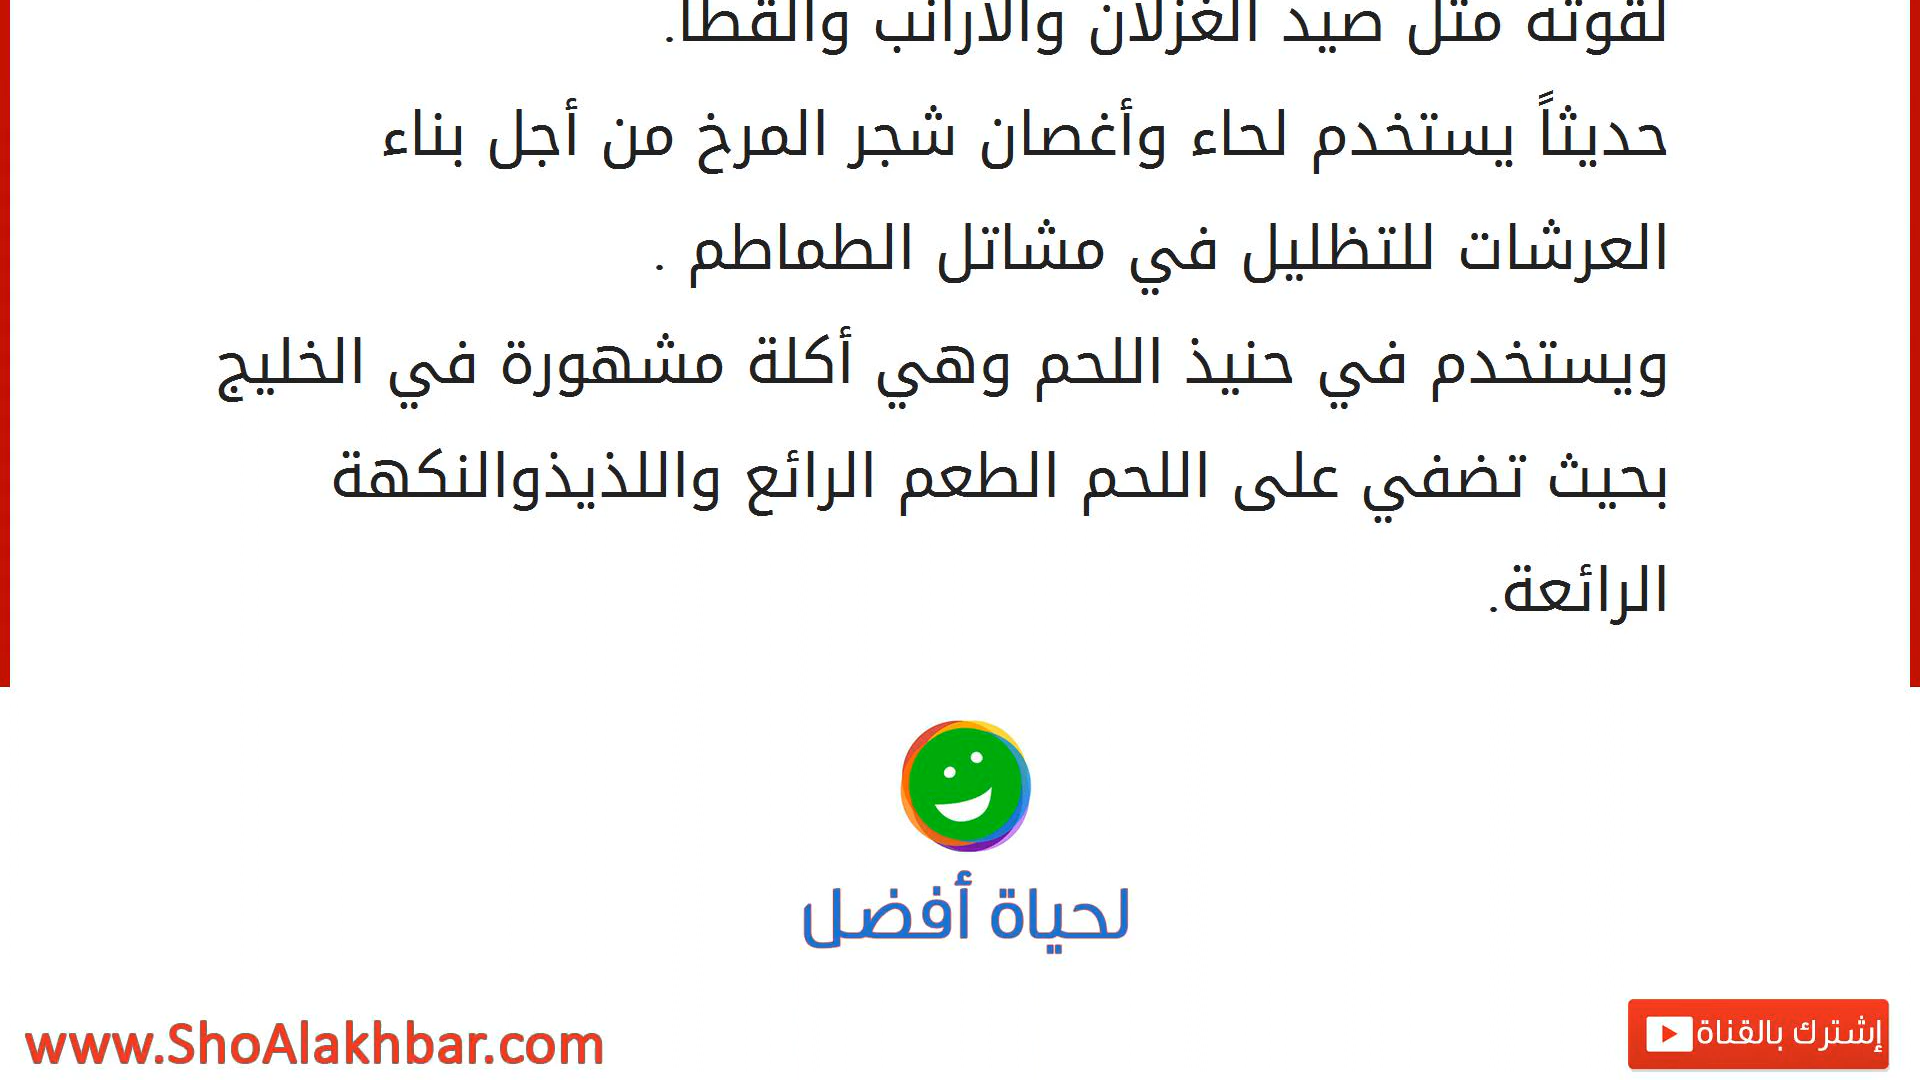 لقوته مثل صيد الغزلان والارانب والقطا.
حديثاً يستخدم لحاء وأغصان شجر المرخ من أجل بناء
العرشات للتظليل في مشاتل الطماطم .
ويستخدم في حنيذ اللحم وهي أكلة مشهورة في الخليج
بحيث تضفي على اللحم الطعم الرائع واللذيذوالنكهة
الرائعة.
لحياة أفضل
www.ShoAlakhbar.com
إشترك بالقناة